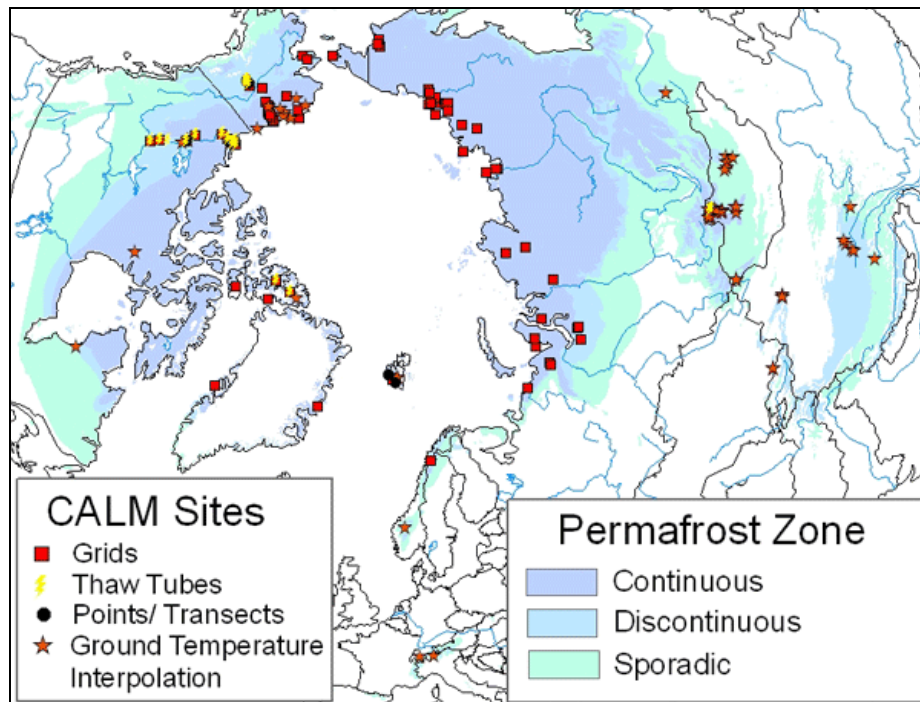 CALM Sites
Grids
Thaw Tubes
Points/ Transects
Ground Temperature
Interpolation
Permafrost Zone
Continuous
Discontinuous
Sporadic